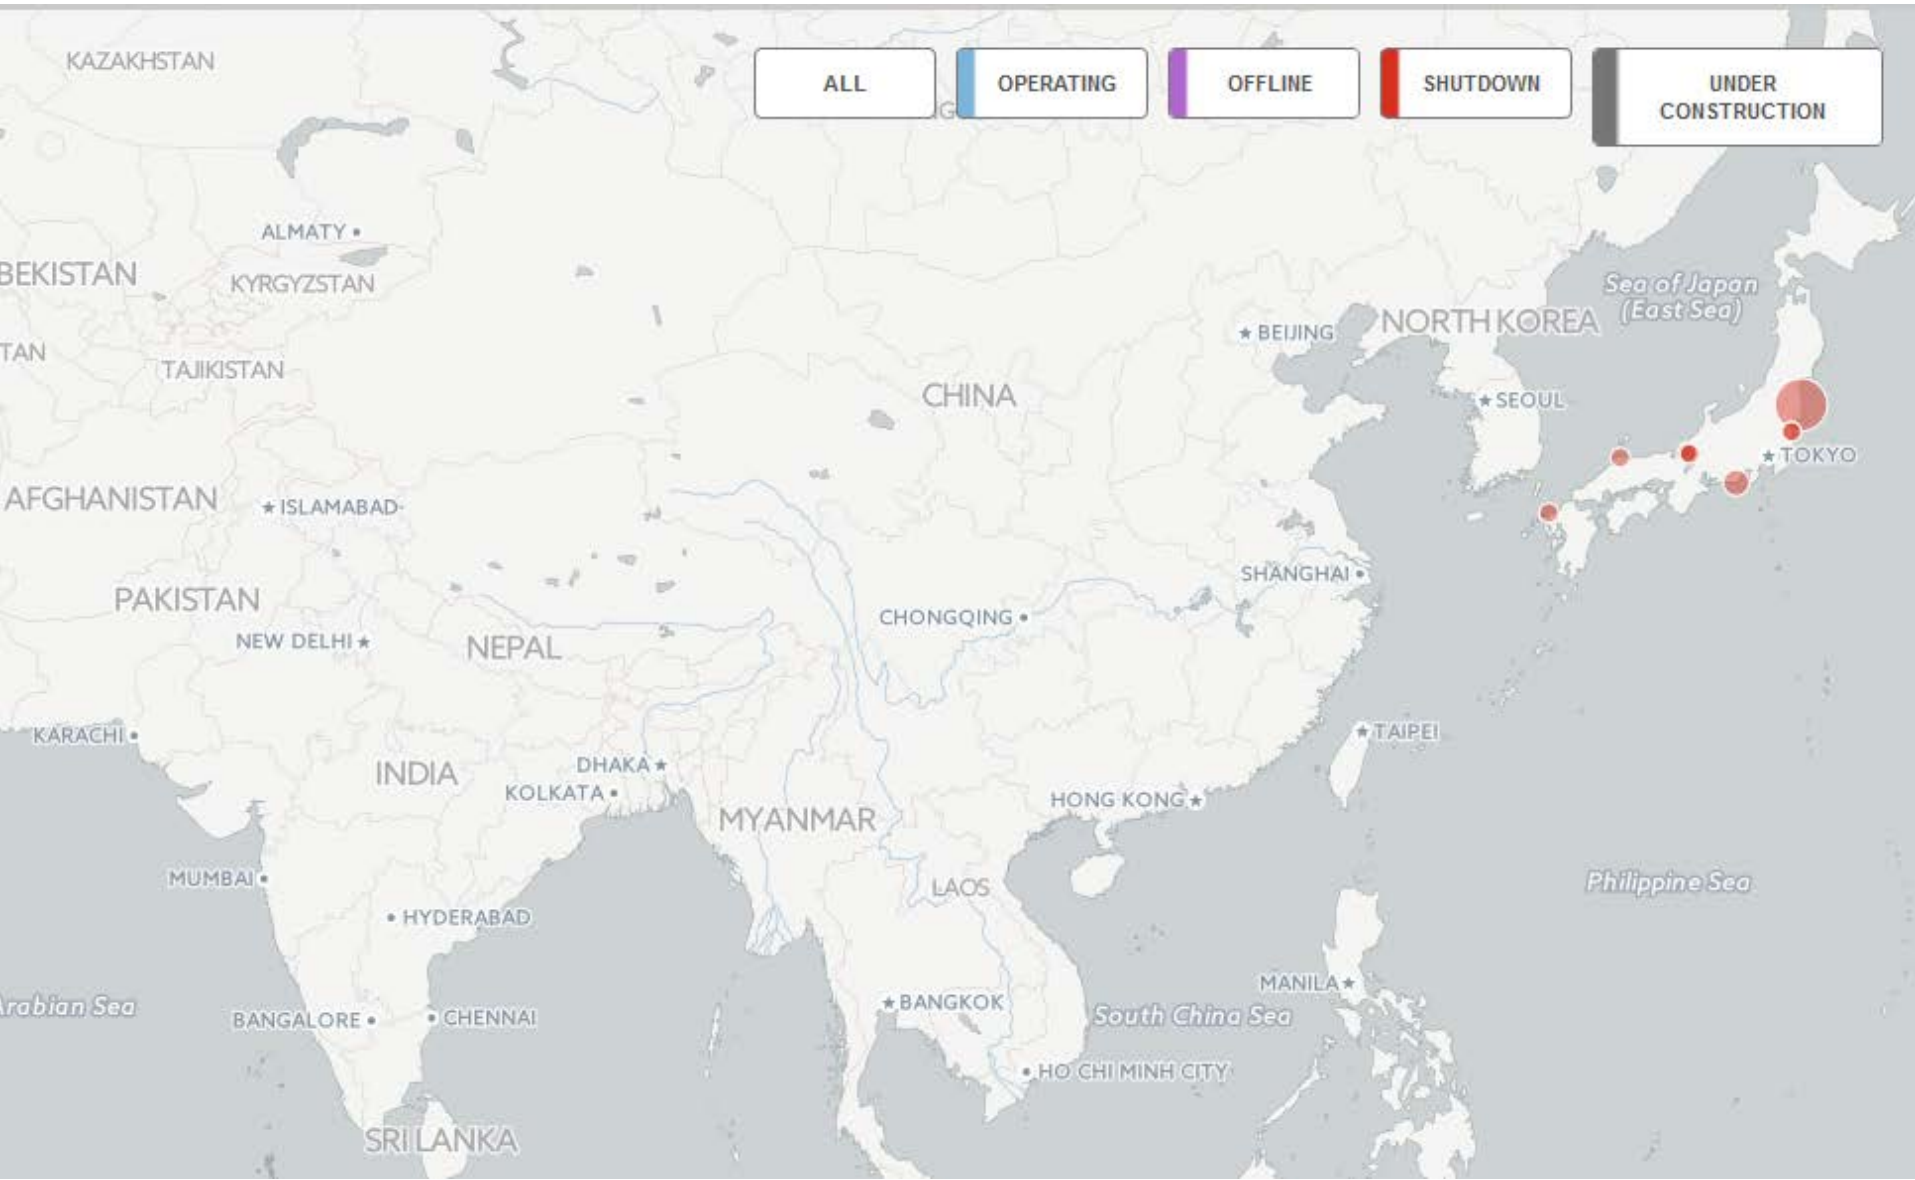 KAZAKHSTAN
ALL
OPERATING
OFFLINE
SHUTDOWN
UNDER
CONSTRUCTION
ALMATY
BEKISTAN
KYRGYZSTAN
Sea of Japan
(East Sea)
NORTH KOREA
BEIJING
TAN
TAJIKISTAN
CHINA
SEOUL
TOKYO
AFGHANISTAN
ISLAMABAD
SHANGHAI
PAKISTAN
CHONGQING
NEW DELHI
NEPAL
KARACHI
TAIPEI
DHAKA
INDIA
KOLKATA
HONG KONG
MYANMAR
MUMBAI
LAOS
Philippine Sea
HYDERABAD
MANILA
BANGKOK
Arabian Sea
South China Sea
BANGALORE
CHENNAI
HO CHI MINH CITY
SRI LANKA